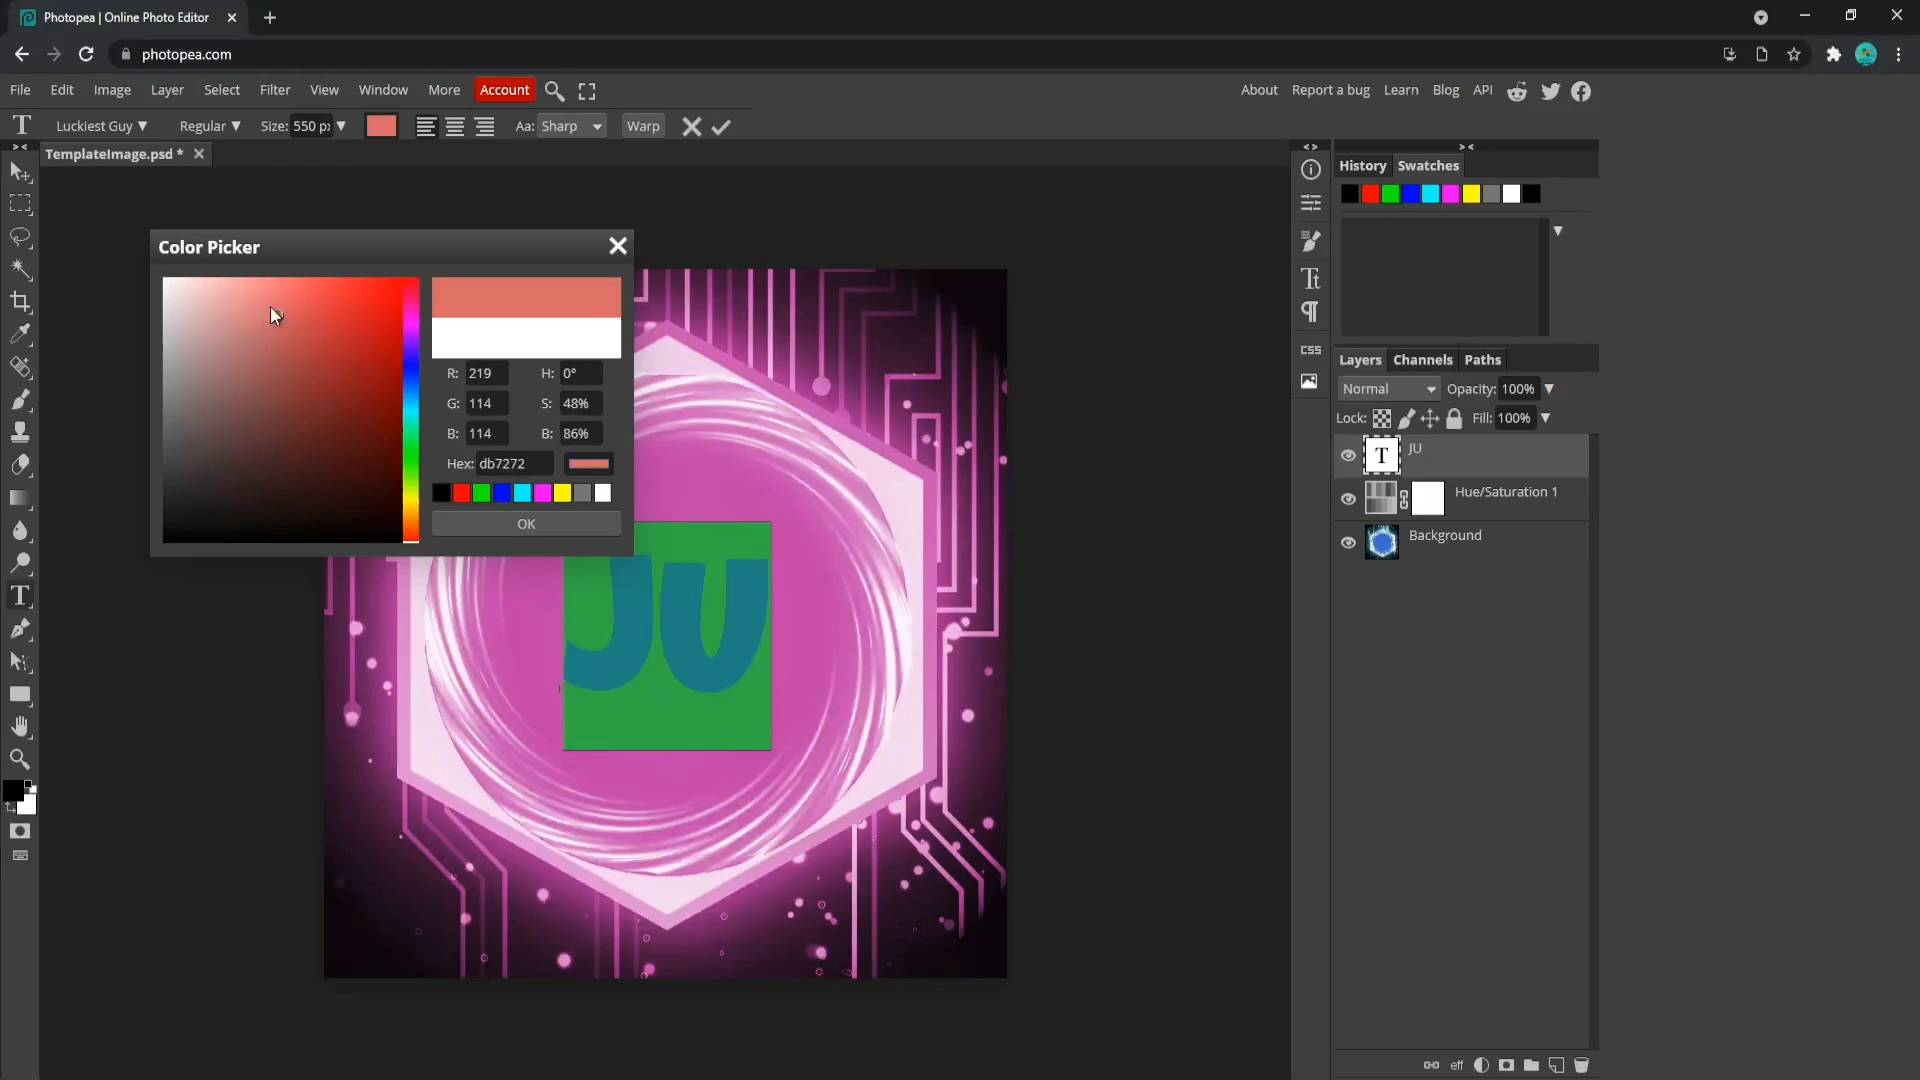 Photopea | Online Photo Editor
photopea.com
File Edit Image Layer Select Filter View Window More Account
About Report a bug Learn Blog API
T Luckiest Guy Regular Size: 550 px Aa: Sharp Warp
TemplateImage.psd *
History Swatches
Color Picker
R: 219 H: 0°
G: 114 S: 48%
B: 114 B: 86%
Hex: db7272
OK
JU
CSS
Layers Channels Paths
Normal Opacity: 100%
Lock: Fill: 100%
T JU
Hue/Saturation 1
Background
eff